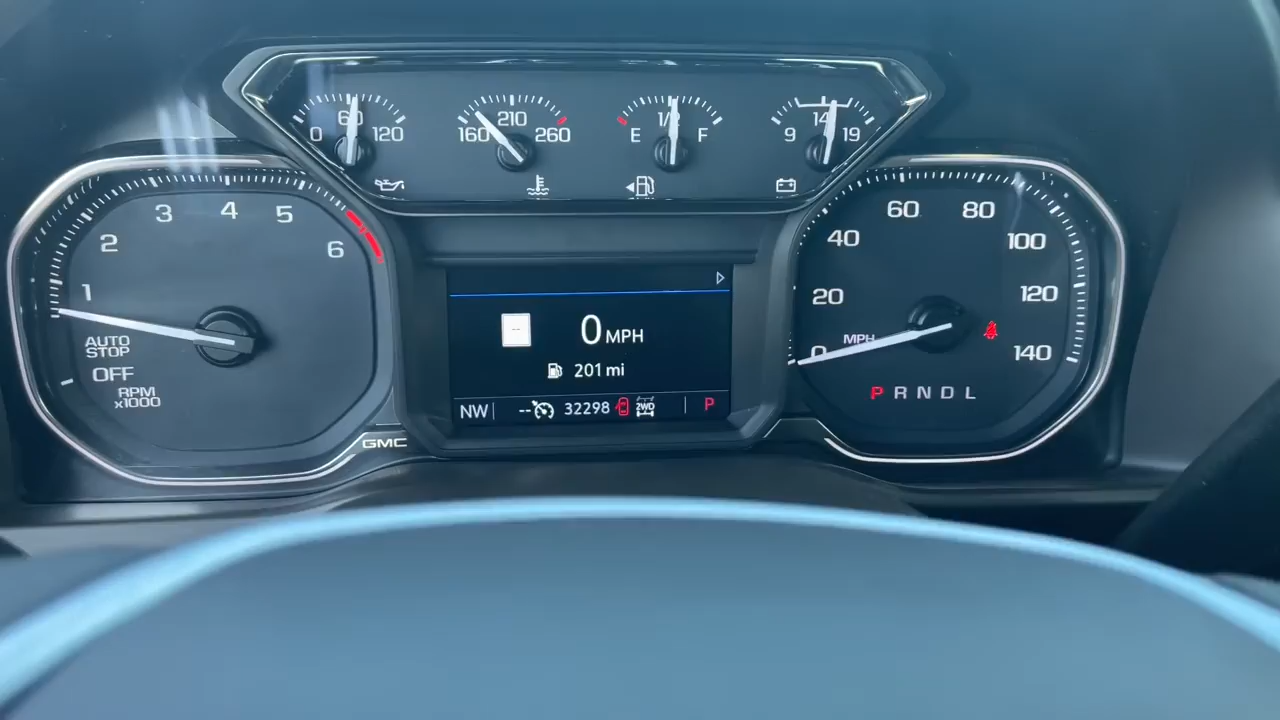 0 60 120
160 210 260
E 1/2 F
9 14 19
1 2 3 4 5 6
AUTO
STOP
OFF
RPM
x1000
GMC
--
0 MPH
201 mi
NW -- 32298 2WD P
0 20 40 60 80 100 120 140
MPH
P R N D L